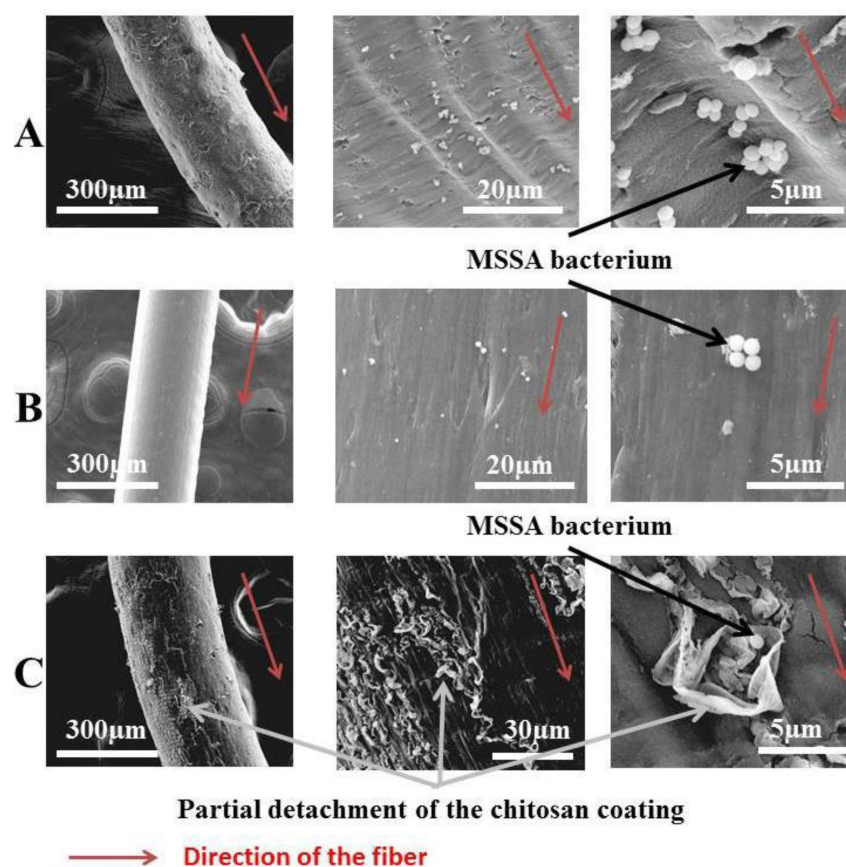 A
300µm
20µm
5µm
MSSA bacterium
B
300µm
20µm
5µm
MSSA bacterium
C
300µm
30µm
5µm
Partial detachment of the chitosan coating
Direction of the fiber